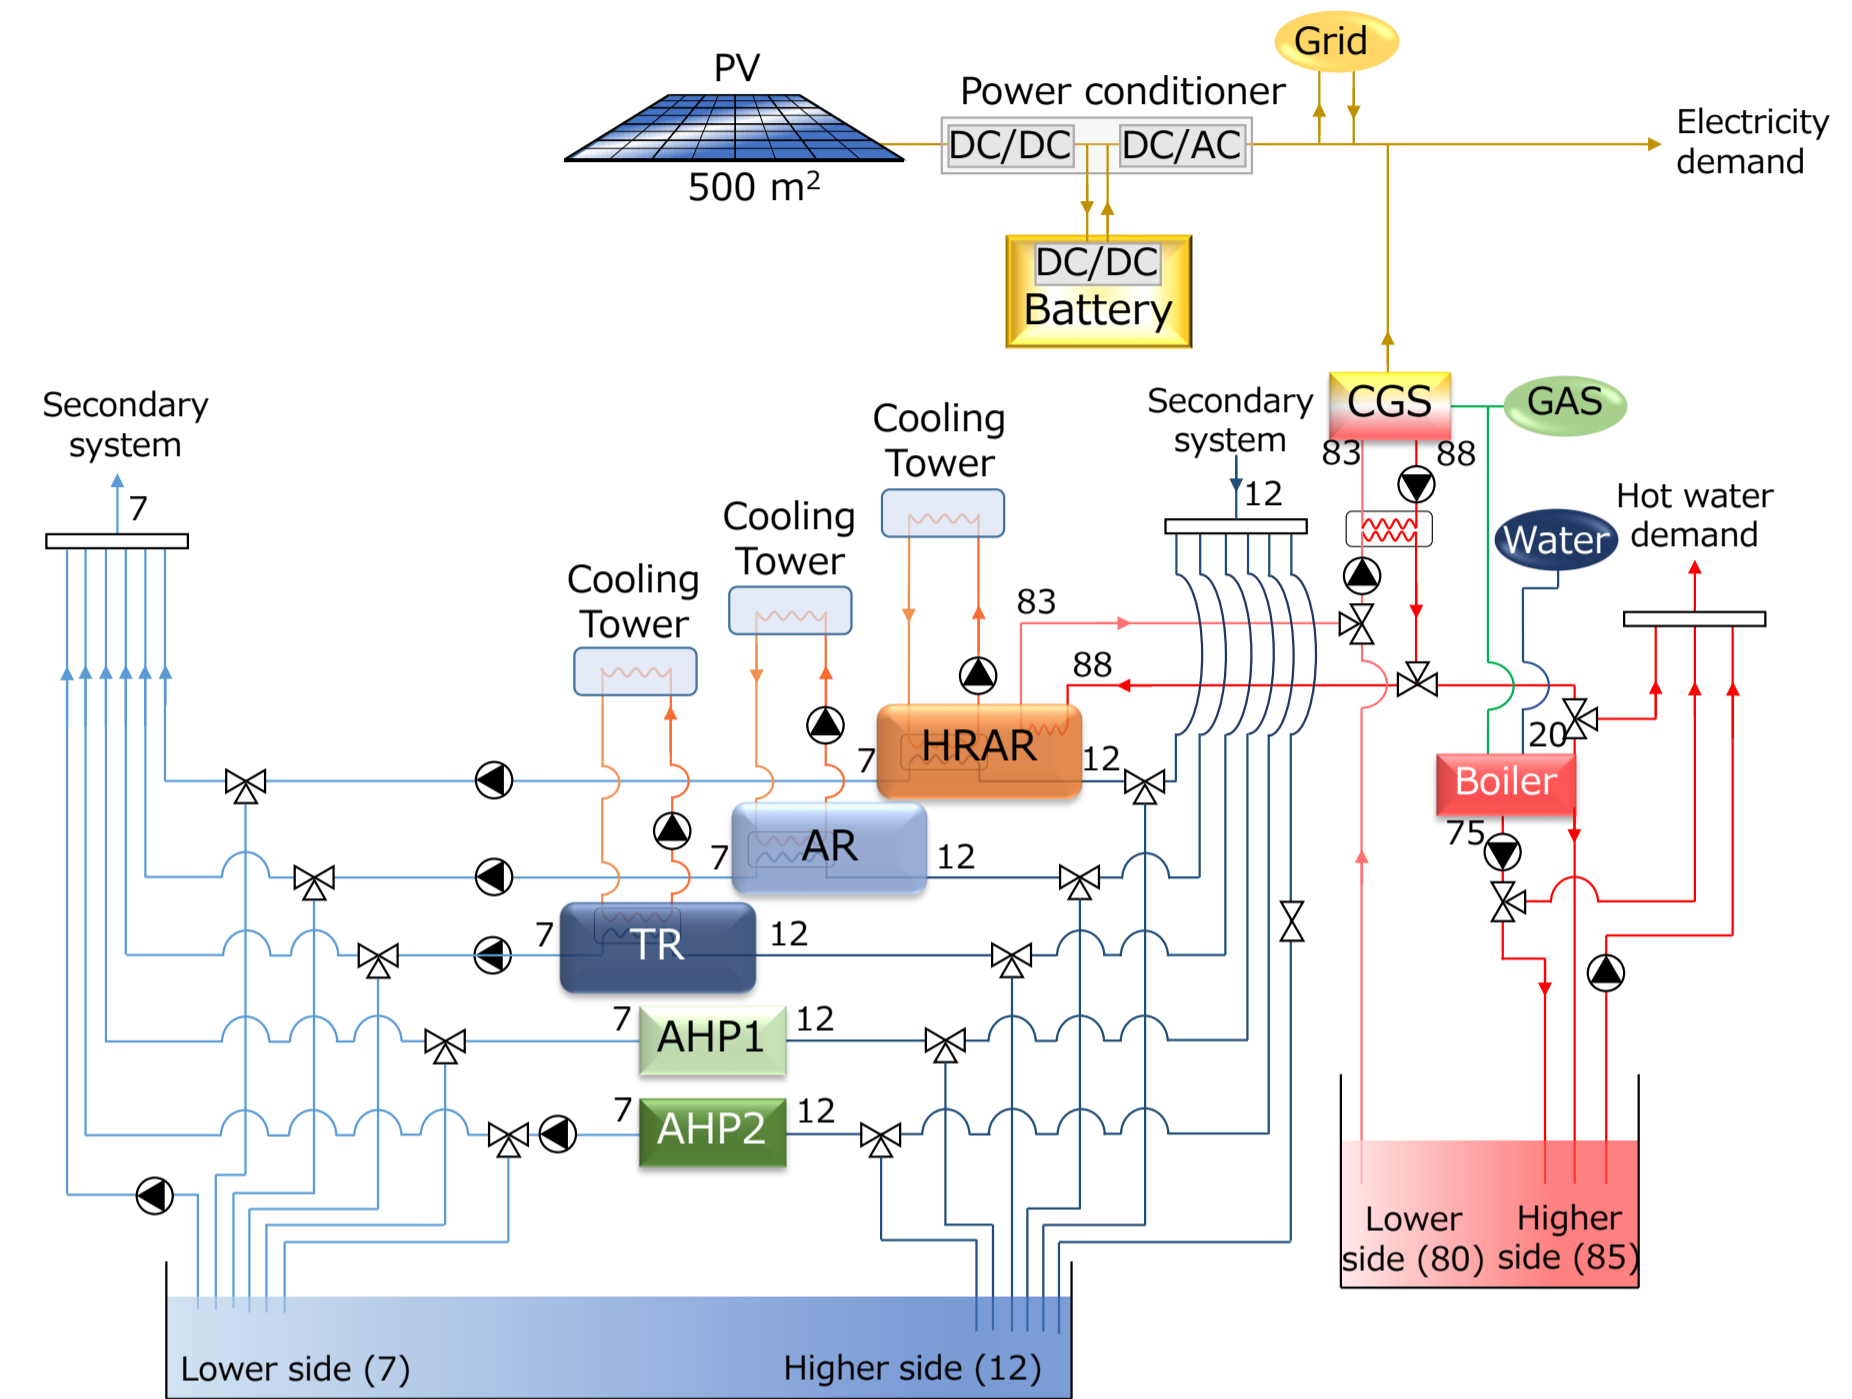 Grid
PV
Power conditioner
DC/DC
DC/AC
Electricity
demand
500 m²
DC/DC
Battery
Secondary
system
7
Cooling
Tower
Cooling
Tower
Cooling
Tower
Secondary
system
12
CGS
GAS
83
88
Hot water
demand
Water
83
88
20
HRAR
7
12
Boiler
75
AR
7
12
TR
7
12
AHP1
7
12
AHP2
7
12
Lower
side (80)
Higher
side (85)
Lower side (7)
Higher side (12)